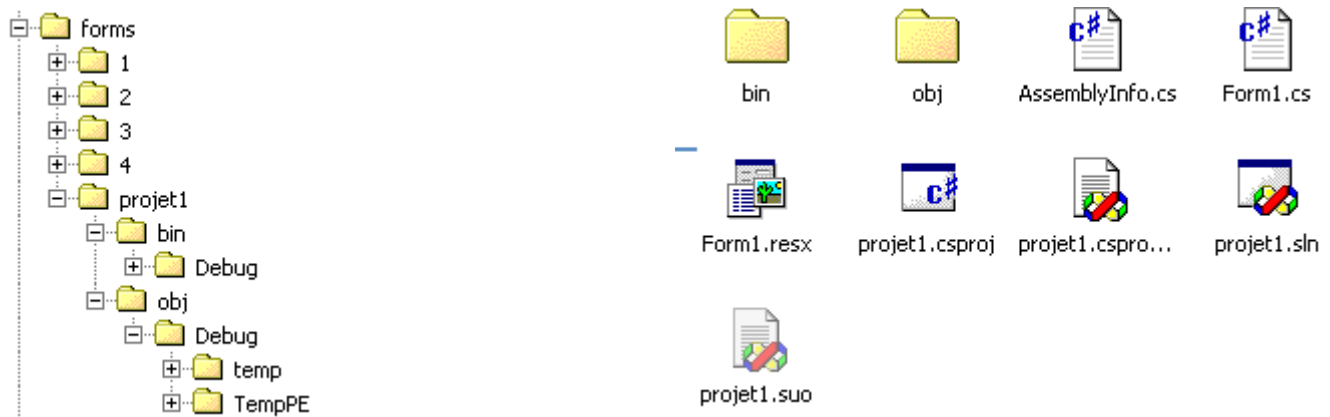 forms
1
2
3
4
projet1
bin
Debug
obj
Debug
temp
TempPE
bin obj AssemblyInfo.cs Form1.cs
Form1.resx projet1.csproj projet1.cspro... projet1.sln
projet1.suo